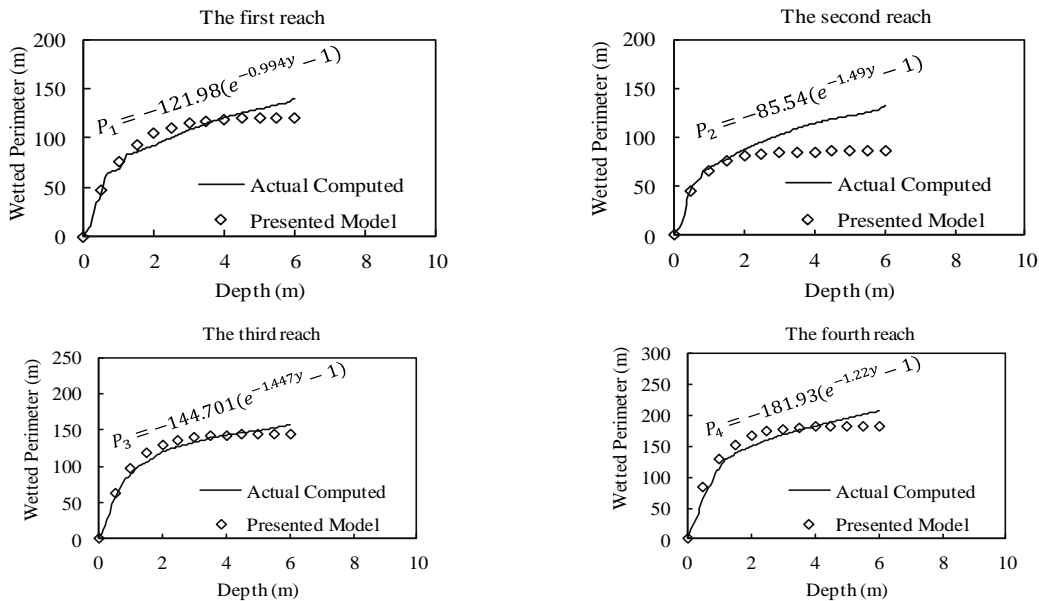 The first reach
200
150
100
50
0
Wetted Perimeter (m)
P₁ = −121.98(e^{−0.994y} − 1)
Actual Computed
Presented Model
0 2 4 6 8 10
Depth (m)
The second reach
200
150
100
50
0
Wetted Perimeter (m)
P₂ = −85.54(e^{−1.49y} − 1)
Actual Computed
Presented Model
0 2 4 6 8 10
Depth (m)
The third reach
250
200
150
100
50
0
Wetted Perimeter (m)
P₃ = −144.701(e^{−1.447y} − 1)
Actual Computed
Presented Model
0 2 4 6 8 10
Depth (m)
The fourth reach
300
250
200
150
100
50
0
Wetted Perimeter (m)
P₄ = −181.93(e^{−1.22y} − 1)
Actual Computed
Presented Model
0 2 4 6 8 10
Depth (m)